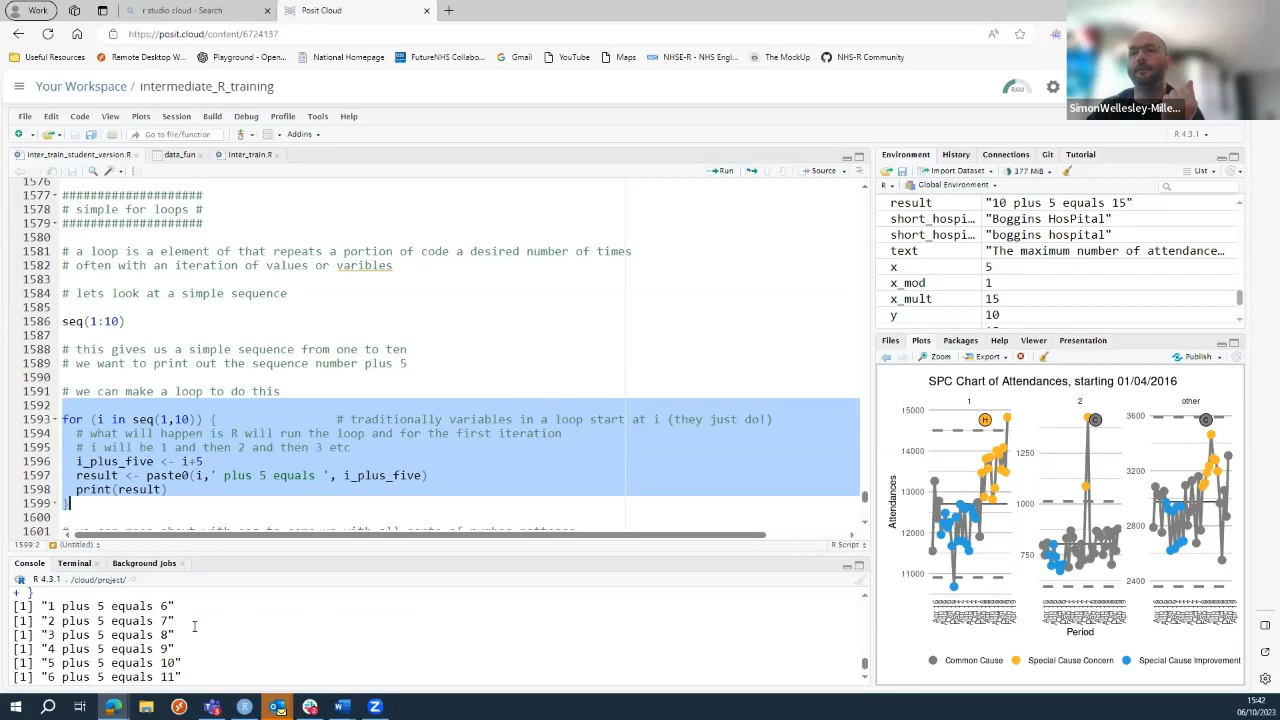 Work
r studio cloud - Search
Posit Cloud
https://posit.cloud/content/6724137
Useful Resources
Remote Desktop W...
Playground - Open...
National Homepage
FutureNHS Collabo...
Gmail
YouTube
Maps
NHSE-R - NHS Engl...
The MockUp
NHS-R Community
SimonWellesley-Mille...
Your Workspace / intermediate_R_training
RAM
File Edit Code View Plots Session Build Debug Profile Tools Help
Go to file/function
Addins
R 4.3.1
inter_train_student_version.R
data_fun
inter_train.R
Run
Source
1576
1577 ####################
1578 # simple for loops #
1579 ####################
1580
1581 # a loop is a element of that repeats a portion of code a desired number of times
1582 # often with an iteration of values or varibles
1583
1584 # lets look at a simple sequence
1585
1586 seq(1:10)
1587
1588 # this gives us a simple sequence from one to ten
1589 # we want to print out the sequence number plus 5
1590
1591 # we can make a loop to do this
1592
1593 for (i in seq(1,10)) { # traditionally variables in a loop start at i (they just do!)
1594 # what will happen is R will run the loop and for the first iteration
1595 # i will be 1 and then 2 and then 3 etc
1596 i_plus_five <- i+5
1597 result <- paste0(i,' plus 5 equals ', i_plus_five)
1598 print(result)
1599 }
1600
1601
1599:2
(Untitled)
R Script
Console Terminal Background Jobs
R 4.3.1 · /cloud/project/
+ }
[1] "1 plus 5 equals 6"
[1] "2 plus 5 equals 7"
[1] "3 plus 5 equals 8"
[1] "4 plus 5 equals 9"
[1] "5 plus 5 equals 10"
[1] "6 plus 5 equals 11"
Environment History Connections Git Tutorial
Import Dataset
377 MiB
List
R
Global Environment
result "10 plus 5 equals 15"
short_hospi... "Boggins HosPital"
short_hospi... "boggins hospital"
text "The maximum number of attendance...
x 5
x_mod 1
x_mult 15
y 10
Files Plots Packages Help Viewer Presentation
Zoom
Export
Publish
SPC Chart of Attendances, starting 01/04/2016
1
2
other
H
C
C
Attendances
15000
14000
13000
12000
11000
1250
1000
750
3600
3200
2800
2400
Period
Common Cause
Special Cause Concern
Special Cause Improvement
15:42
06/10/2023